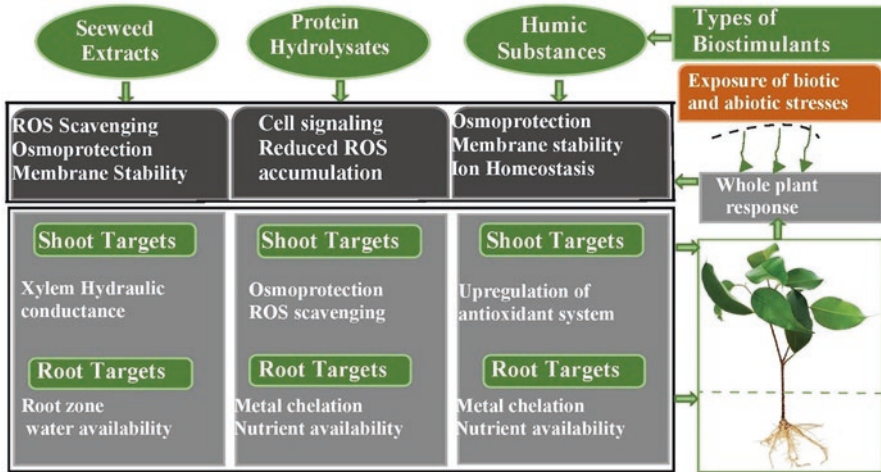 Seeweed
Extracts
Protein
Hydrolysates
Humic
Substances
Types of
Biostimulants
Exposure of biotic
and abiotic stresses
ROS Scavenging
Osmoprotection
Membrane Stability
Cell signaling
Reduced ROS
accumulation
Osmoprotection
Membrane stability
Ion Homeostasis
Whole plant
response
Shoot Targets
Shoot Targets
Shoot Targets
Xylem Hydraulic
conductance
Osmoprotection
ROS scavenging
Upregulation of
antioxidant system
Root Targets
Root Targets
Root Targets
Root zone
water availability
Metal chelation
Nutrient availability
Metal chelation
Nutrient availability